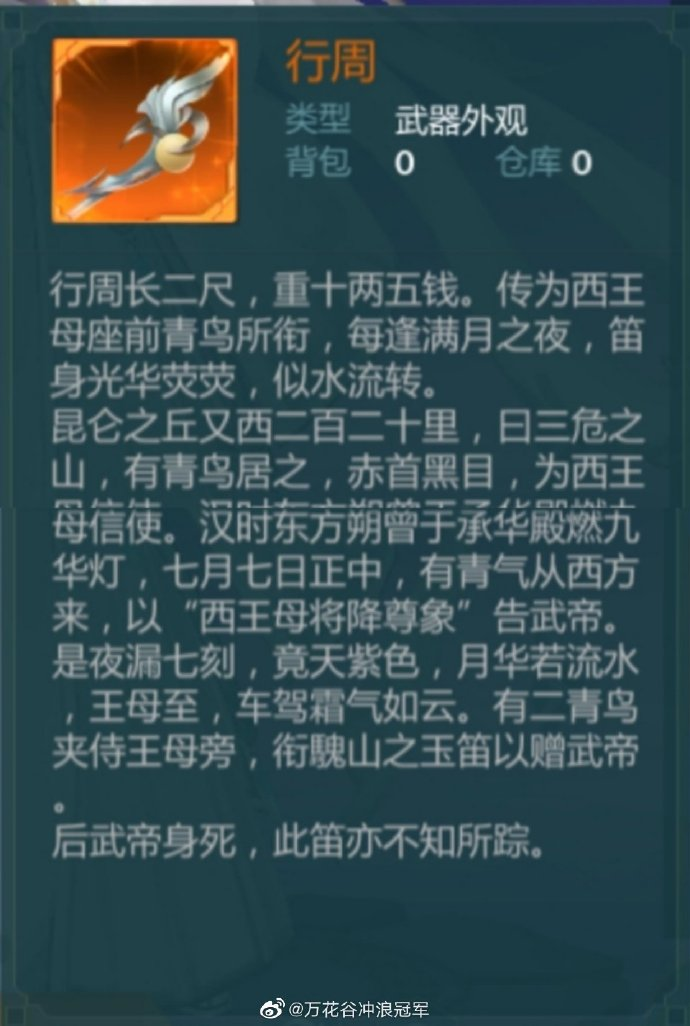 行周
类型 武器外观
背包 0 仓库 0
行周长二尺，重十两五钱。传为西王
母座前青鸟所衔，每逢满月之夜，笛
身光华荧荧，似水流转。
昆仑之丘又西二百二十里，曰三危之
山，有青鸟居之，赤首黑目，为西王
母信使。汉时东方朔曾于承华殿燃九
华灯，七月七日正中，有青气从西方
来，以“西王母将降尊象”告武帝。
是夜漏七刻，竟天紫色，月华若流水
，王母至，车驾霜气如云。有二青鸟
夹侍王母旁，衔騩山之玉笛以赠武帝
。
后武帝身死，此笛亦不知所踪。
@万花谷冲浪冠军